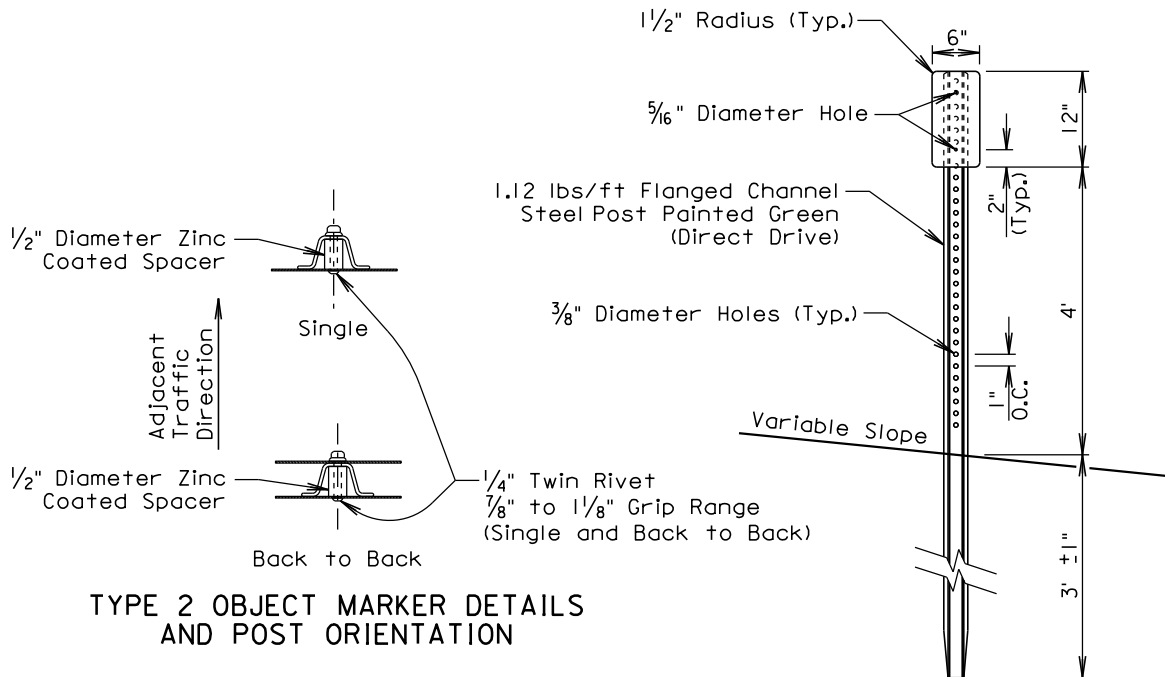 1 1/2" Radius (Typ.)
6"
5/16" Diameter Hole
12"
2"
(Typ.)
1.12 lbs/ft Flanged Channel
Steel Post Painted Green
(Direct Drive)
1/2" Diameter Zinc
Coated Spacer
Single
3/8" Diameter Holes (Typ.)
4'
1"
O.C.
Adjacent
Traffic
Direction
Variable Slope
1/2" Diameter Zinc
Coated Spacer
1/4" Twin Rivet
7/8" to 1 1/8" Grip Range
(Single and Back to Back)
Back to Back
3' ±1"
TYPE 2 OBJECT MARKER DETAILS
AND POST ORIENTATION